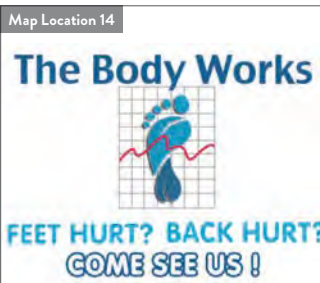 Map Location 14
The Body Works
FEET HURT? BACK HURT?
COME SEE US !